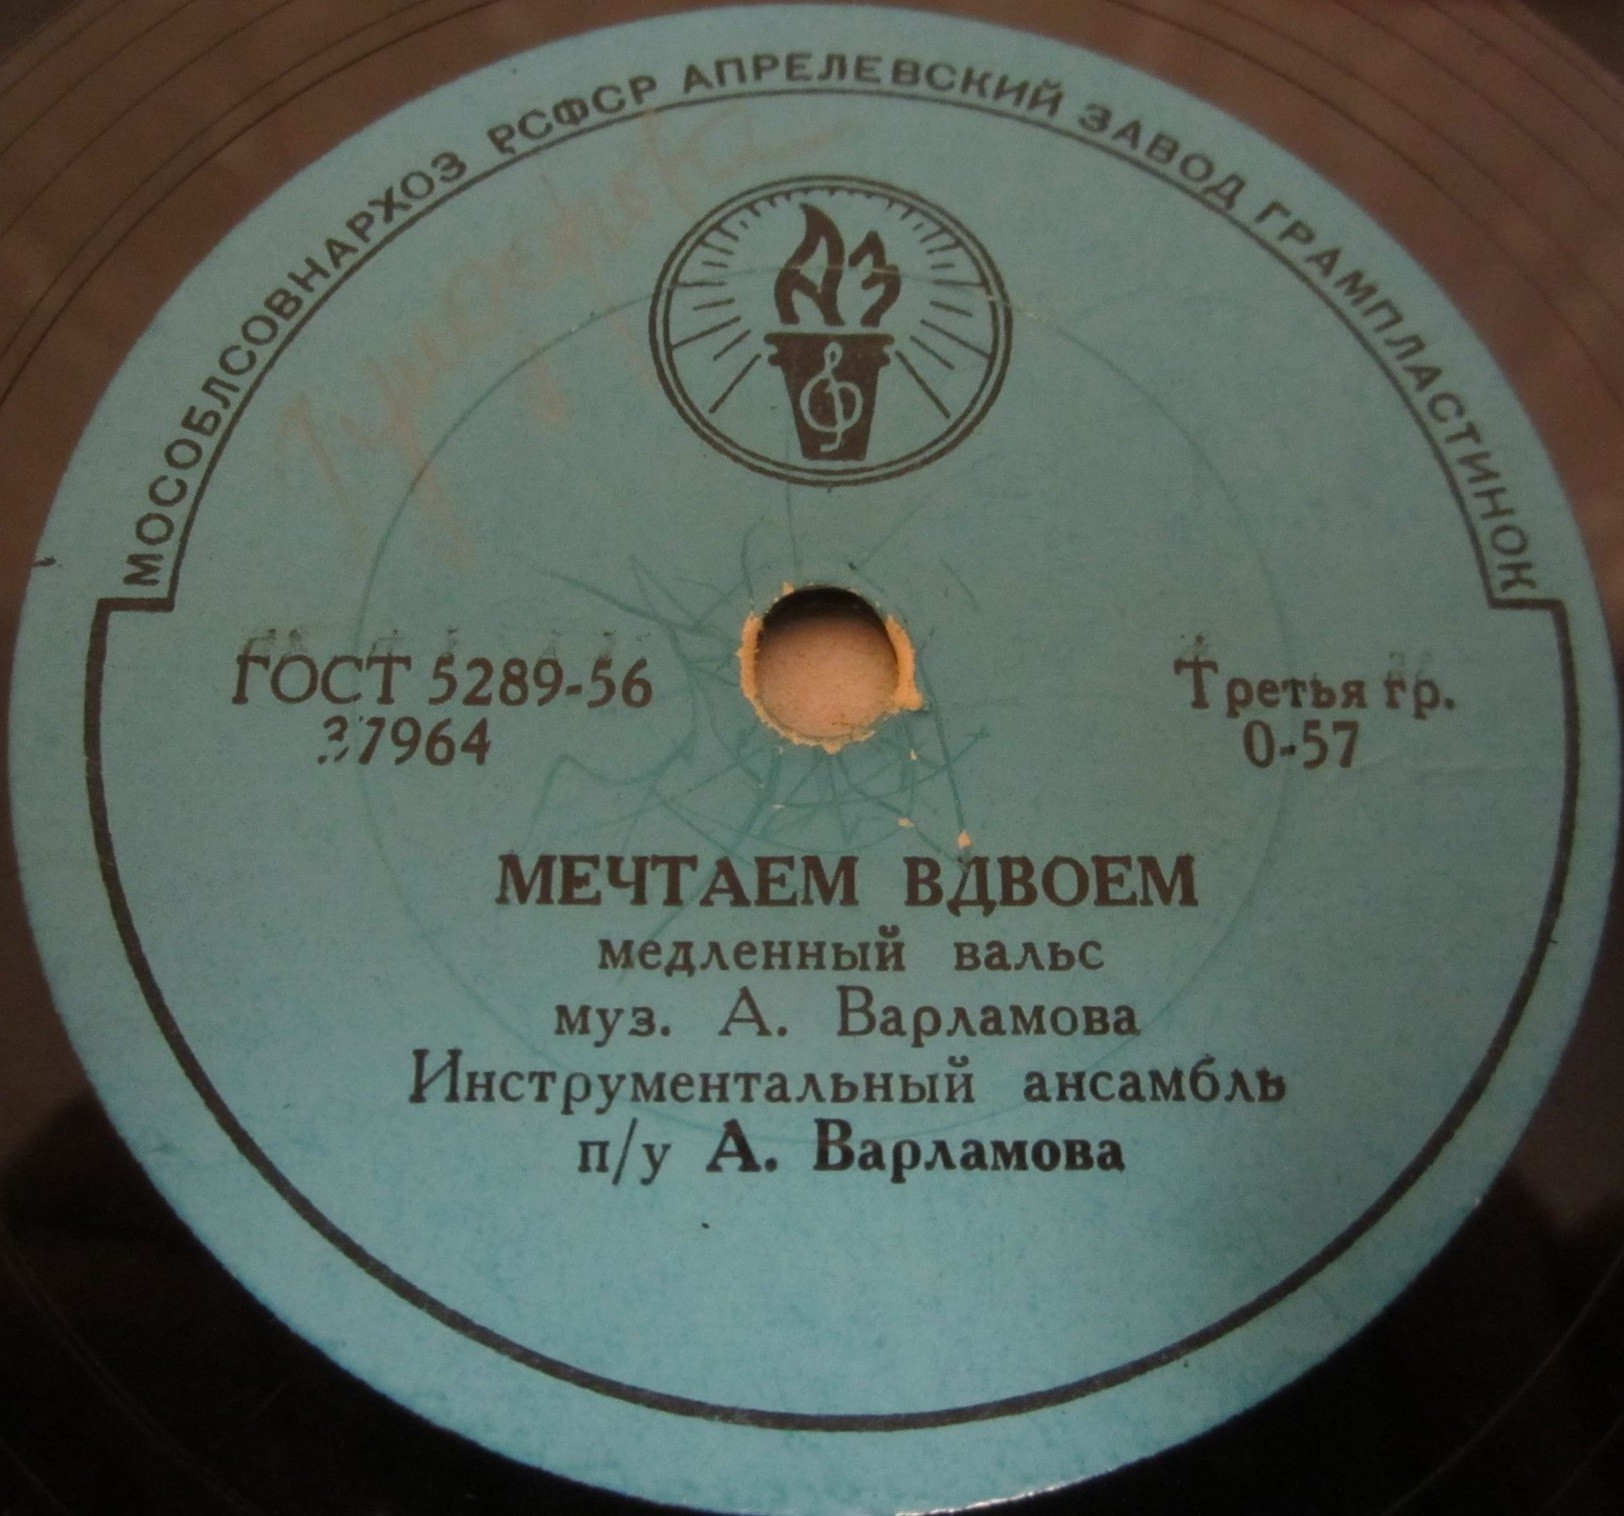 МОСОБЛСОВНАРХОЗ РСФСР АПРЕЛЕВСКИЙ ЗАВОД ГРАМПЛАСТИНОК
АЗ
ГОСТ 5289-56
37964
Третья гр.
0-57
МЕЧТАЕМ ВДВОЕМ
медленный вальс
муз. А. Варламова
Инструментальный ансамбль
п/у А. Варламова